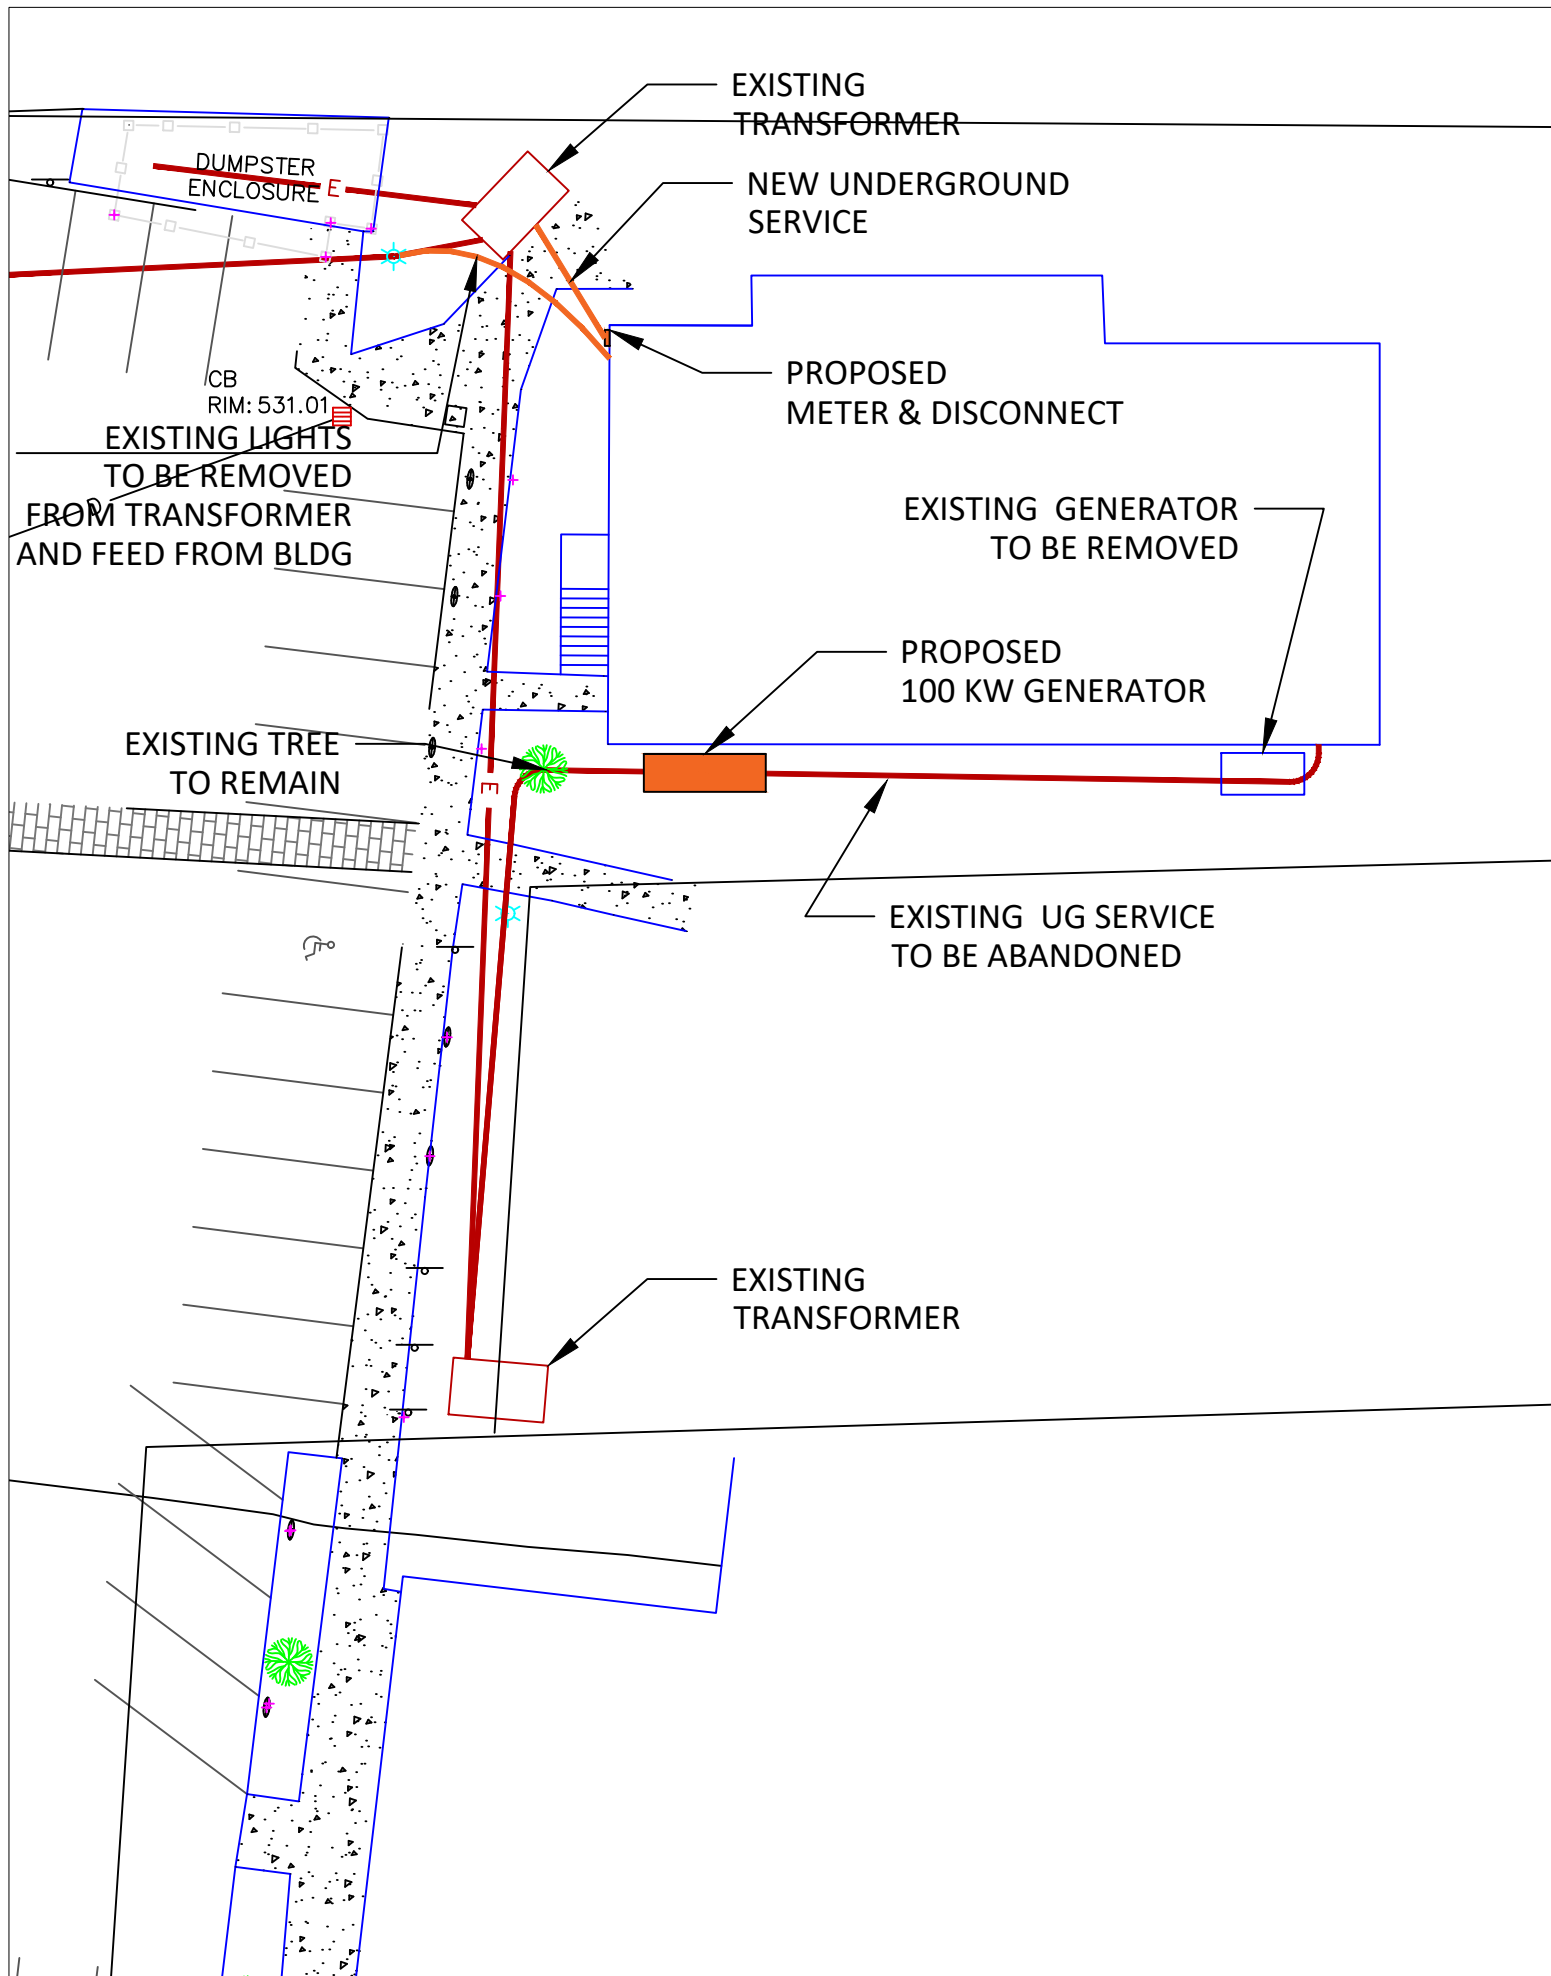 EXISTING
TRANSFORMER
DUMPSTER
ENCLOSURE
E
NEW UNDERGROUND
SERVICE
PROPOSED
METER & DISCONNECT
CB
RIM: 531.01
EXISTING LIGHTS
TO BE REMOVED
FROM TRANSFORMER
AND FEED FROM BLDG
D
EXISTING GENERATOR
TO BE REMOVED
PROPOSED
100 KW GENERATOR
EXISTING TREE
TO REMAIN
E
EXISTING UG SERVICE
TO BE ABANDONED
EXISTING
TRANSFORMER